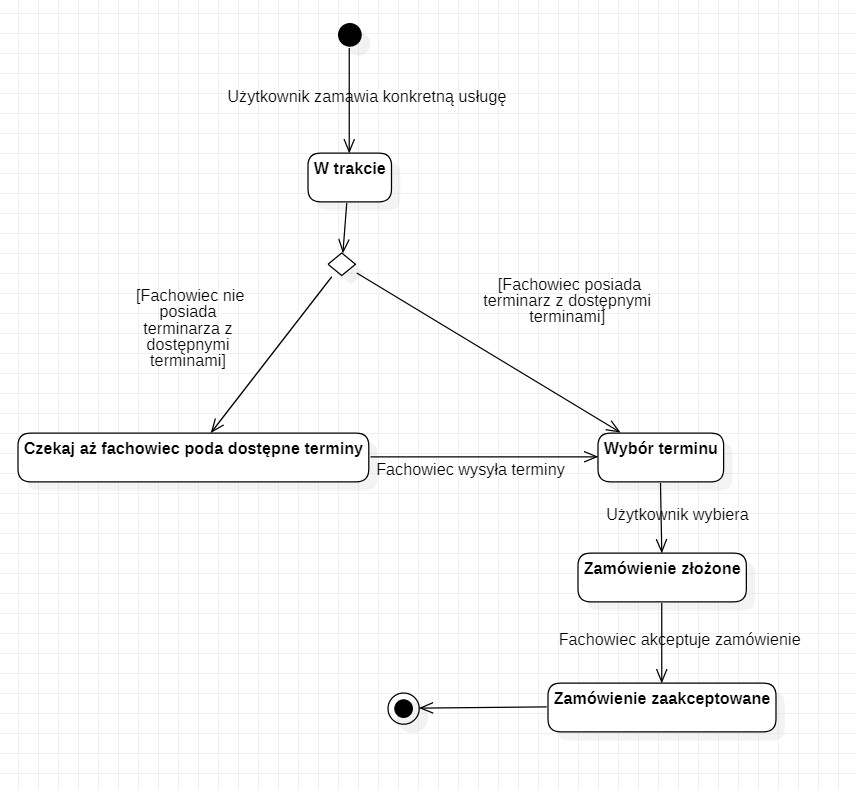 Użytkownik zamawia konkretną usługę
W trakcie
[Fachowiec nie
posiada
terminarza z
dostępnymi
terminami]
[Fachowiec posiada
terminarz z dostępnymi
terminami]
Czekaj aż fachowiec poda dostępne terminy
Fachowiec wysyła terminy
Wybór terminu
Użytkownik wybiera
Zamówienie złożone
Fachowiec akceptuje zamówienie
Zamówienie zaakceptowane